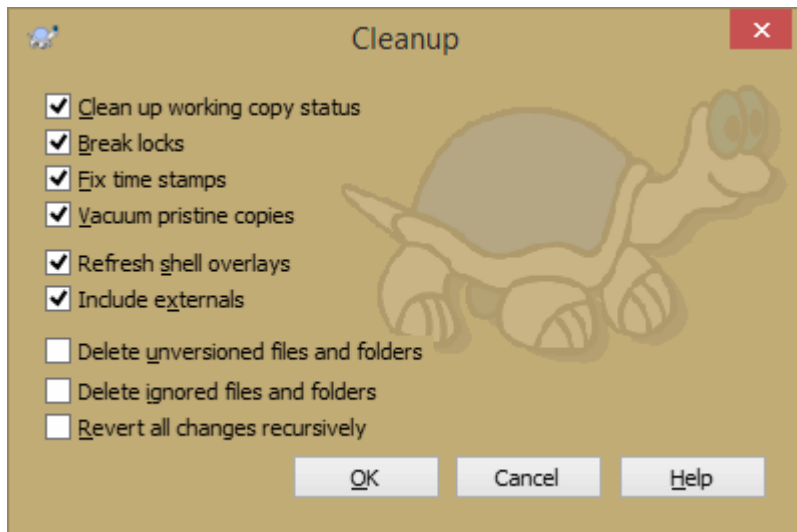 Cleanup
Clean up working copy status
Break locks
Fix time stamps
Vacuum pristine copies
Refresh shell overlays
Include externals
Delete unversioned files and folders
Delete ignored files and folders
Revert all changes recursively
OK Cancel Help